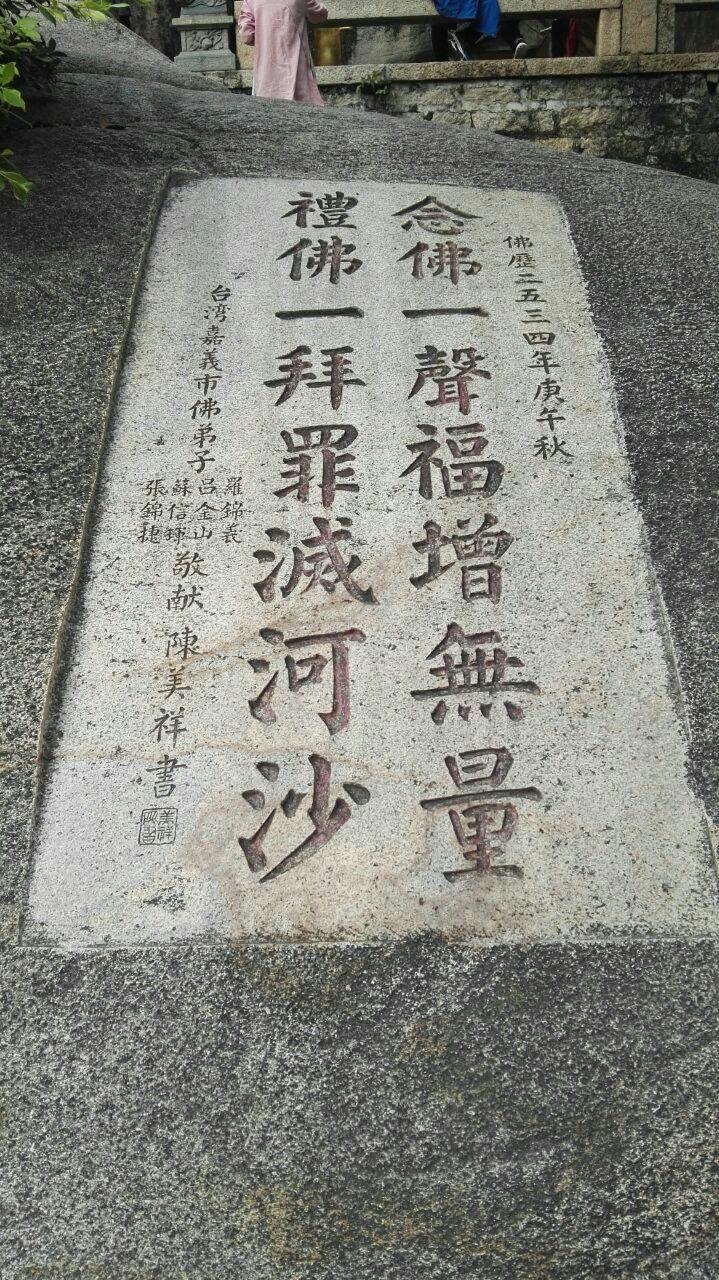 佛歷二五三四年庚午秋
念佛一聲福增無量
禮佛一拜罪滅河沙
台湾嘉義市佛弟子
羅錦義
呂金山
蘇信
張錦捷
敬献 陳美祥書